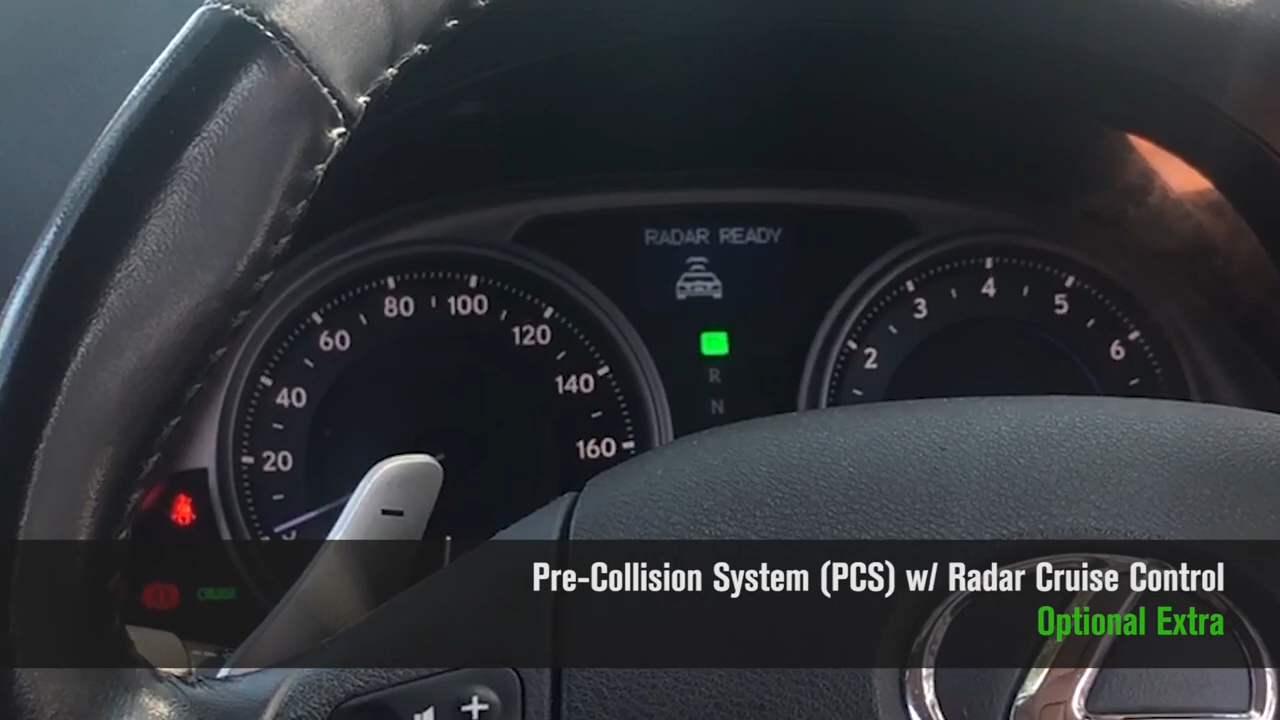 RADAR READY
80 100
60 120
40 140
20 160
3 4 5
2 6
R
N
-
CRUISE
Pre-Collision System (PCS) w/ Radar Cruise Control
Optional Extra
+